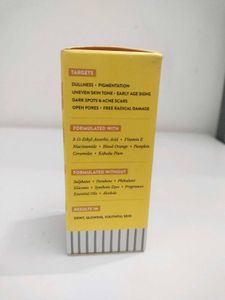 TARGETS
DULLNESS • PIGMENTATION
UNEVEN SKIN TONE • EARLY AGE SIGNS
DARK SPOTS & ACNE SCARS
OPEN PORES • FREE RADICAL DAMAGE
FORMULATED WITH
3-O-Ethyl Ascorbic Acid • Vitamin E
Niacinamide • Blood Orange • Pumpkin
Ceramides • Kakadu Plum
FORMULATED WITHOUT
Sulphates • Parabens • Phthalates
Silicones • Synthetic Dyes • Fragrances
Essential Oils • Alcohols
RESULTS IN
DEWY, GLOWING, YOUTHFUL SKIN